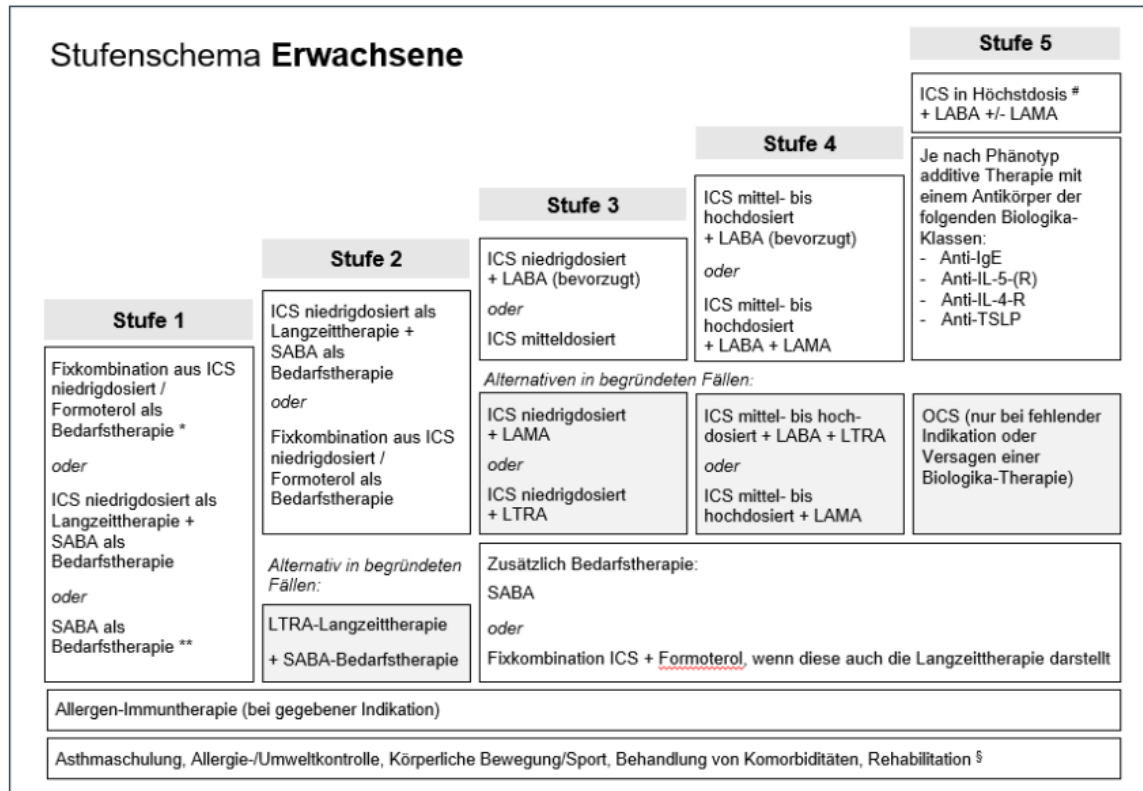 Stufenschema Erwachsene
Stufe 1
Fixkombination aus ICS
niedrigdosiert /
Formoterol als
Bedarfstherapie *
oder
ICS niedrigdosiert als
Langzeittherapie +
SABA als
Bedarfstherapie
oder
SABA als
Bedarfstherapie **
Stufe 2
ICS niedrigdosiert als
Langzeittherapie +
SABA als
Bedarfstherapie
oder
Fixkombination aus ICS
niedrigdosiert /
Formoterol als
Bedarfstherapie
Alternativ in begründeten
Fällen:
LTRA-Langzeittherapie
+ SABA-Bedarfstherapie
Stufe 3
ICS niedrigdosiert
+ LABA (bevorzugt)
oder
ICS mitteldosiert
Stufe 4
ICS mittel- bis
hochdosiert
+ LABA (bevorzugt)
oder
ICS mittel- bis
hochdosiert
+ LABA + LAMA
Stufe 5
ICS in Höchstdosis #
+ LABA +/- LAMA
Je nach Phänotyp
additive Therapie mit
einem Antikörper der
folgenden Biologika-
Klassen:
- Anti-IgE
- Anti-IL-5-(R)
- Anti-IL-4-R
- Anti-TSLP
Alternativen in begründeten Fällen:
ICS niedrigdosiert
+ LAMA
oder
ICS niedrigdosiert
+ LTRA
ICS mittel- bis hoch-
dosiert + LABA + LTRA
oder
ICS mittel- bis
hochdosiert + LAMA
OCS (nur bei fehlender
Indikation oder
Versagen einer
Biologika-Therapie)
Zusätzlich Bedarfstherapie:
SABA
oder
Fixkombination ICS + Formoterol, wenn diese auch die Langzeittherapie darstellt
Allergen-Immuntherapie (bei gegebener Indikation)
Asthmaschulung, Allergie-/Umweltkontrolle, Körperliche Bewegung/Sport, Behandlung von Komorbiditäten, Rehabilitation §